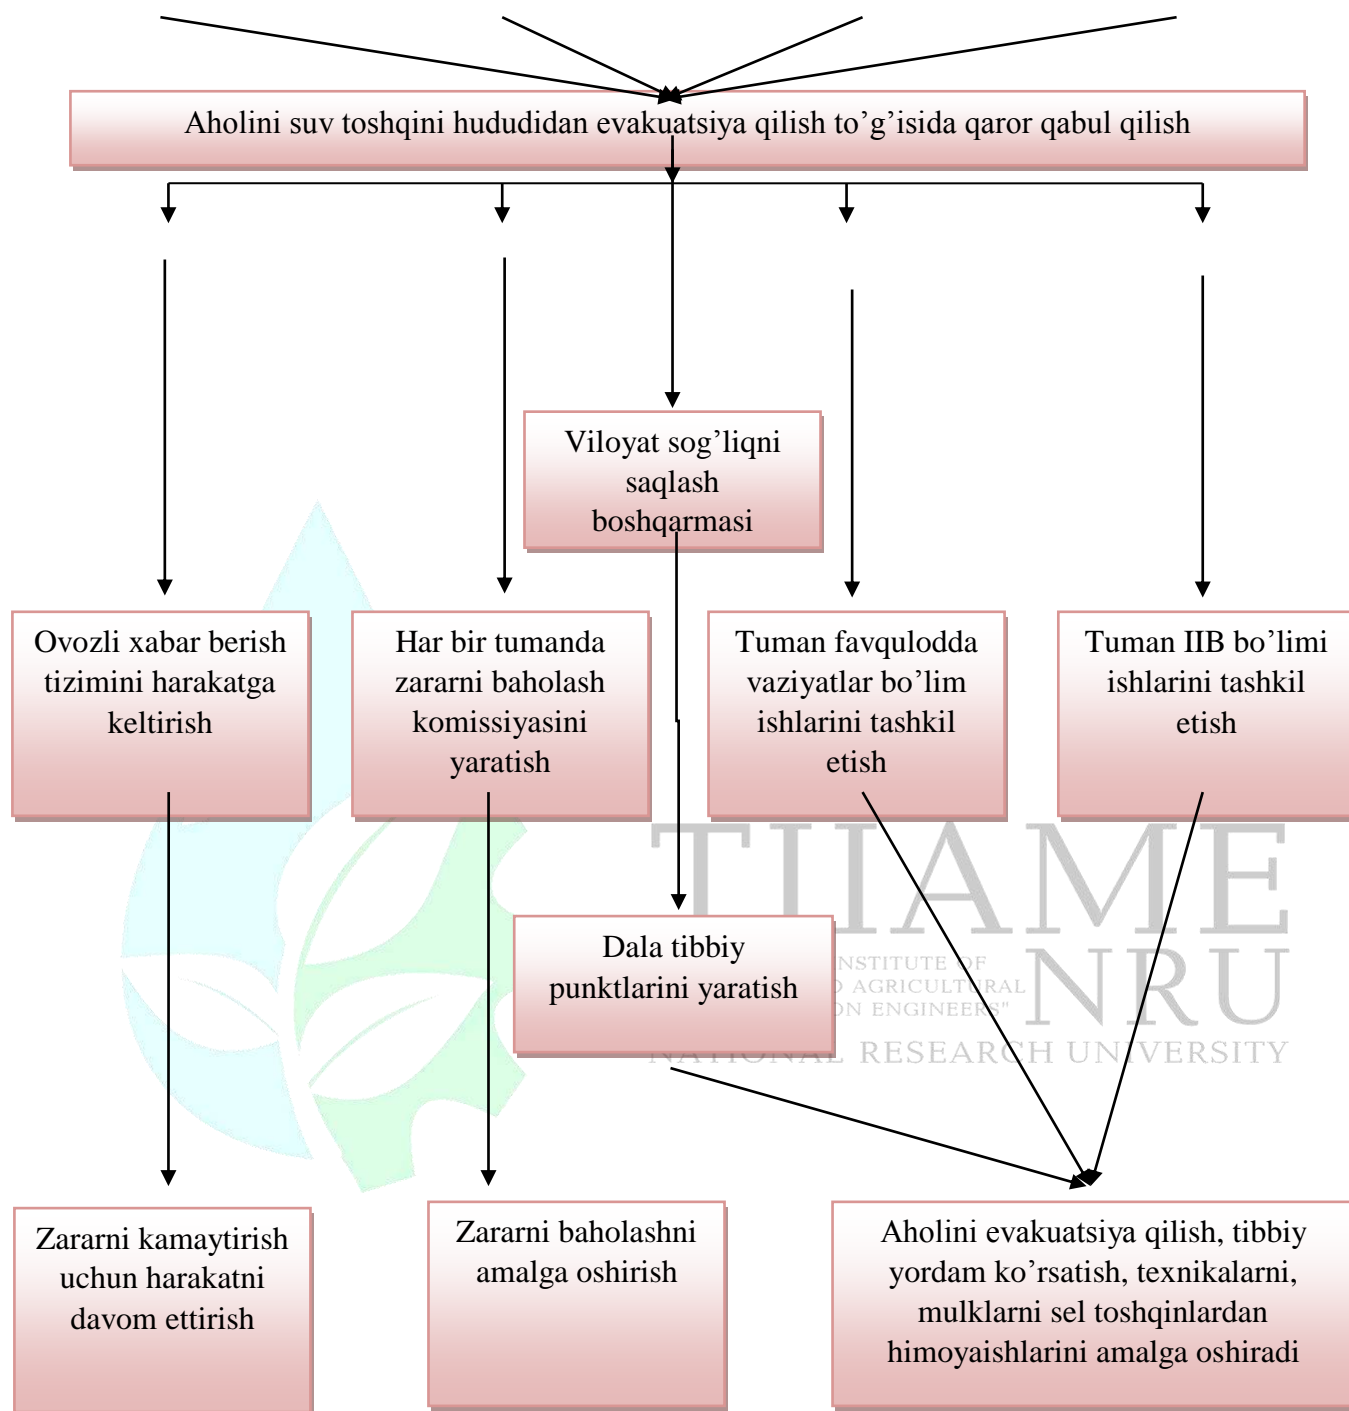 Aholini suv toshqini hududidan evakuatsiya qilish to’g’isida qaror qabul qilish
Viloyat sog’liqni
saqlash
boshqarmasi
Ovozli xabar berish
tizimini harakatga
keltirish
Har bir tumanda
zararni baholash
komissiyasini
yaratish
Tuman favqulodda
vaziyatlar bo’lim
ishlarini tashkil
etish
Tuman IIB bo’limi
ishlarini tashkil
etish
TIIAME
Dala tibbiy
punktlarini yaratish
INSTITUTE OF
AGRICULTURAL
ENGINEERS"
NRU
NATIONAL RESEARCH UNIVERSITY
Zararni kamaytirish
uchun harakatni
davom ettirish
Zararni baholashni
amalga oshirish
Aholini evakuatsiya qilish, tibbiy
yordam ko’rsatish, texnikalarni,
mulklarni sel toshqinlardan
himoyaishlarini amalga oshiradi